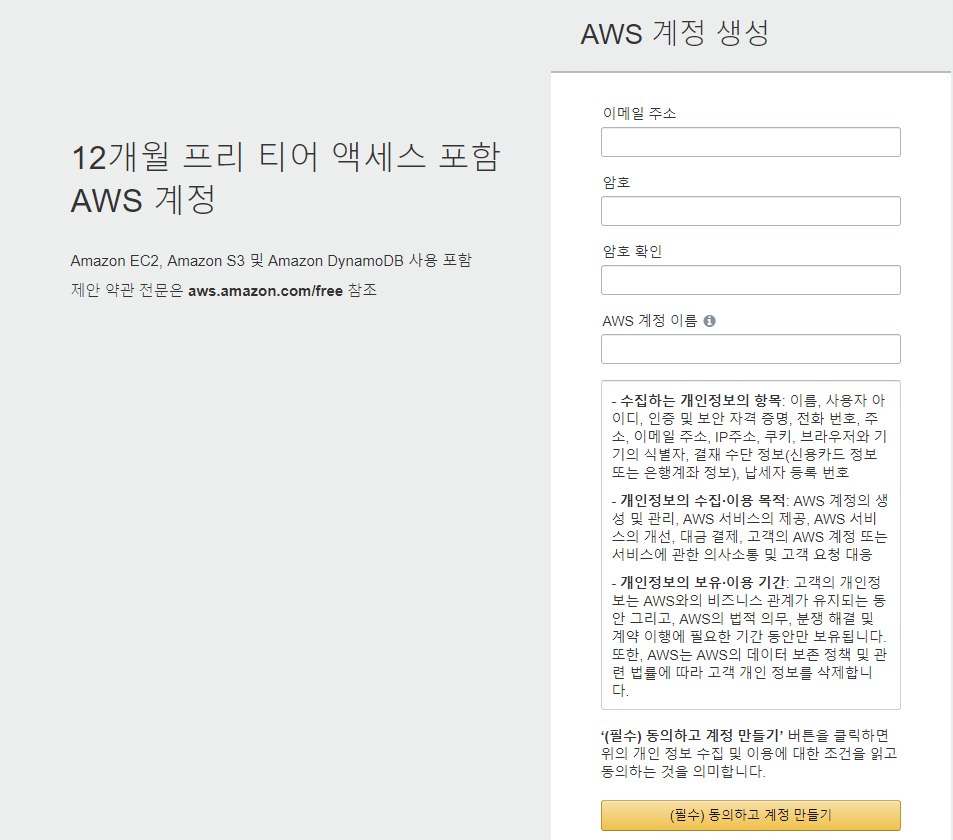 AWS 계정 생성
12개월 프리 티어 액세스 포함
AWS 계정
Amazon EC2, Amazon S3 및 Amazon DynamoDB 사용 포함
제안 약관 전문은 aws.amazon.com/free 참조
이메일 주소
암호
암호 확인
AWS 계정 이름
- 수집하는 개인정보의 항목: 이름, 사용자 아
이디, 인증 및 보안 자격 증명, 전화 번호, 주
소, 이메일 주소, IP주소, 쿠키, 브라우저와 기
기의 식별자, 결재 수단 정보(신용카드 정보
또는 은행계좌 정보), 납세자 등록 번호
- 개인정보의 수집·이용 목적: AWS 계정의 생
성 및 관리, AWS 서비스의 제공, AWS 서비
스의 개선, 대금 결제, 고객의 AWS 계정 또는
서비스에 관한 의사소통 및 고객 요청 대응
- 개인정보의 보유·이용 기간: 고객의 개인정
보는 AWS와의 비즈니스 관계가 유지되는 동
안 그리고, AWS의 법적 의무, 분쟁 해결 및
계약 이행에 필요한 기간 동안만 보유됩니다.
또한, AWS는 AWS의 데이터 보존 정책 및 관
련 법률에 따라 고객 개인 정보를 삭제합니
다.
‘(필수) 동의하고 계정 만들기’ 버튼을 클릭하면
위의 개인 정보 수집 및 이용에 대한 조건을 읽고
동의하는 것을 의미합니다.
(필수) 동의하고 계정 만들기